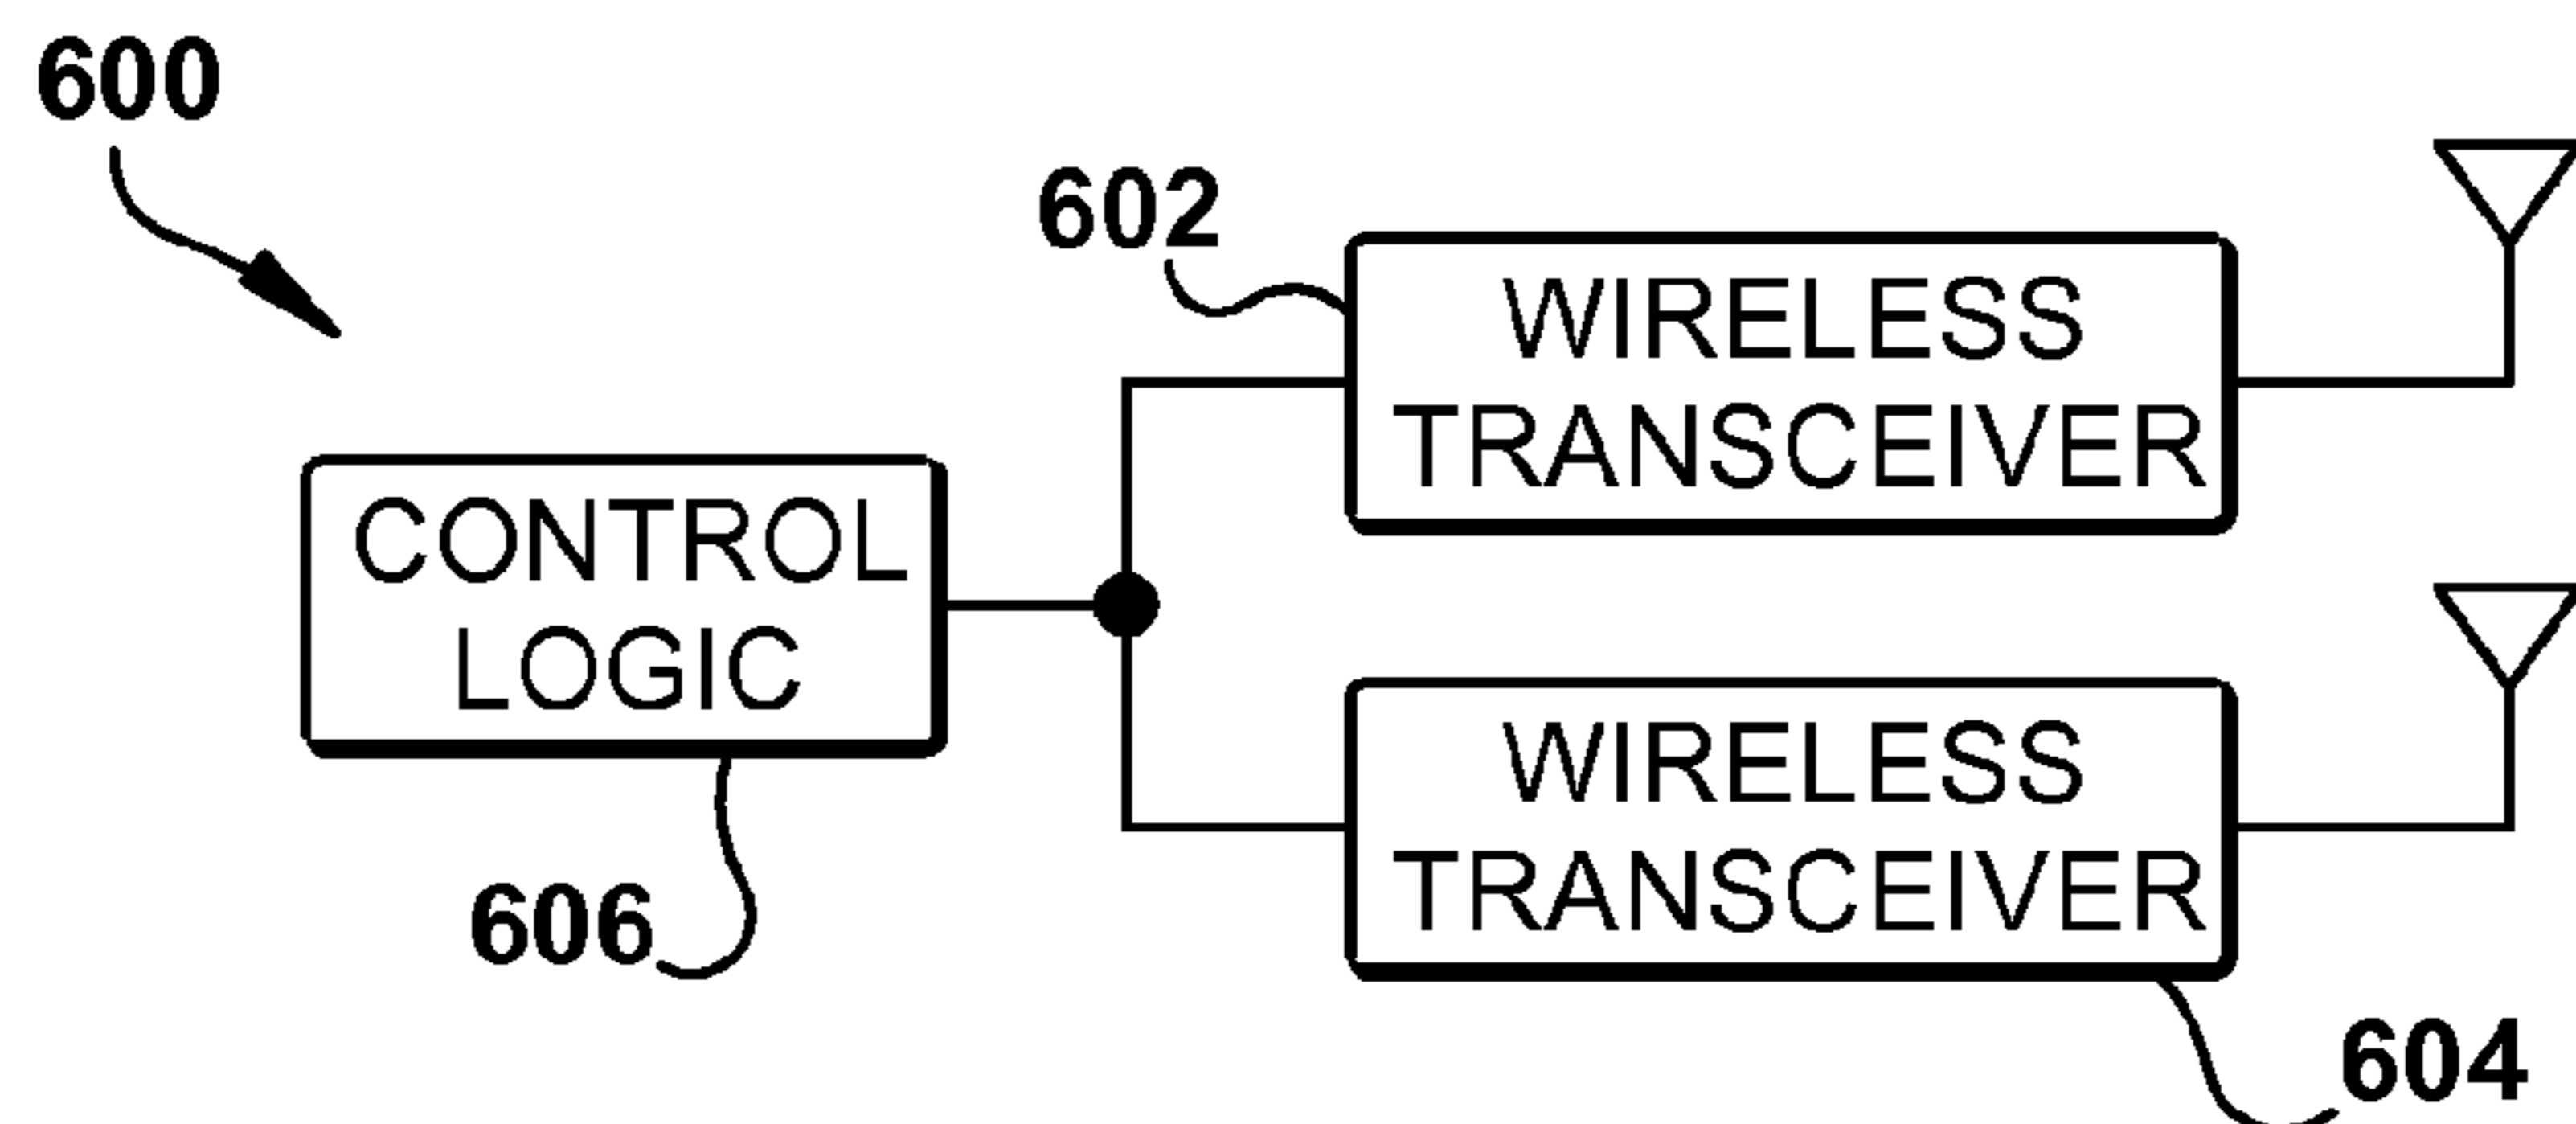 600
602
WIRELESS
TRANSCEIVER
CONTROL
LOGIC
606
WIRELESS
TRANSCEIVER
604